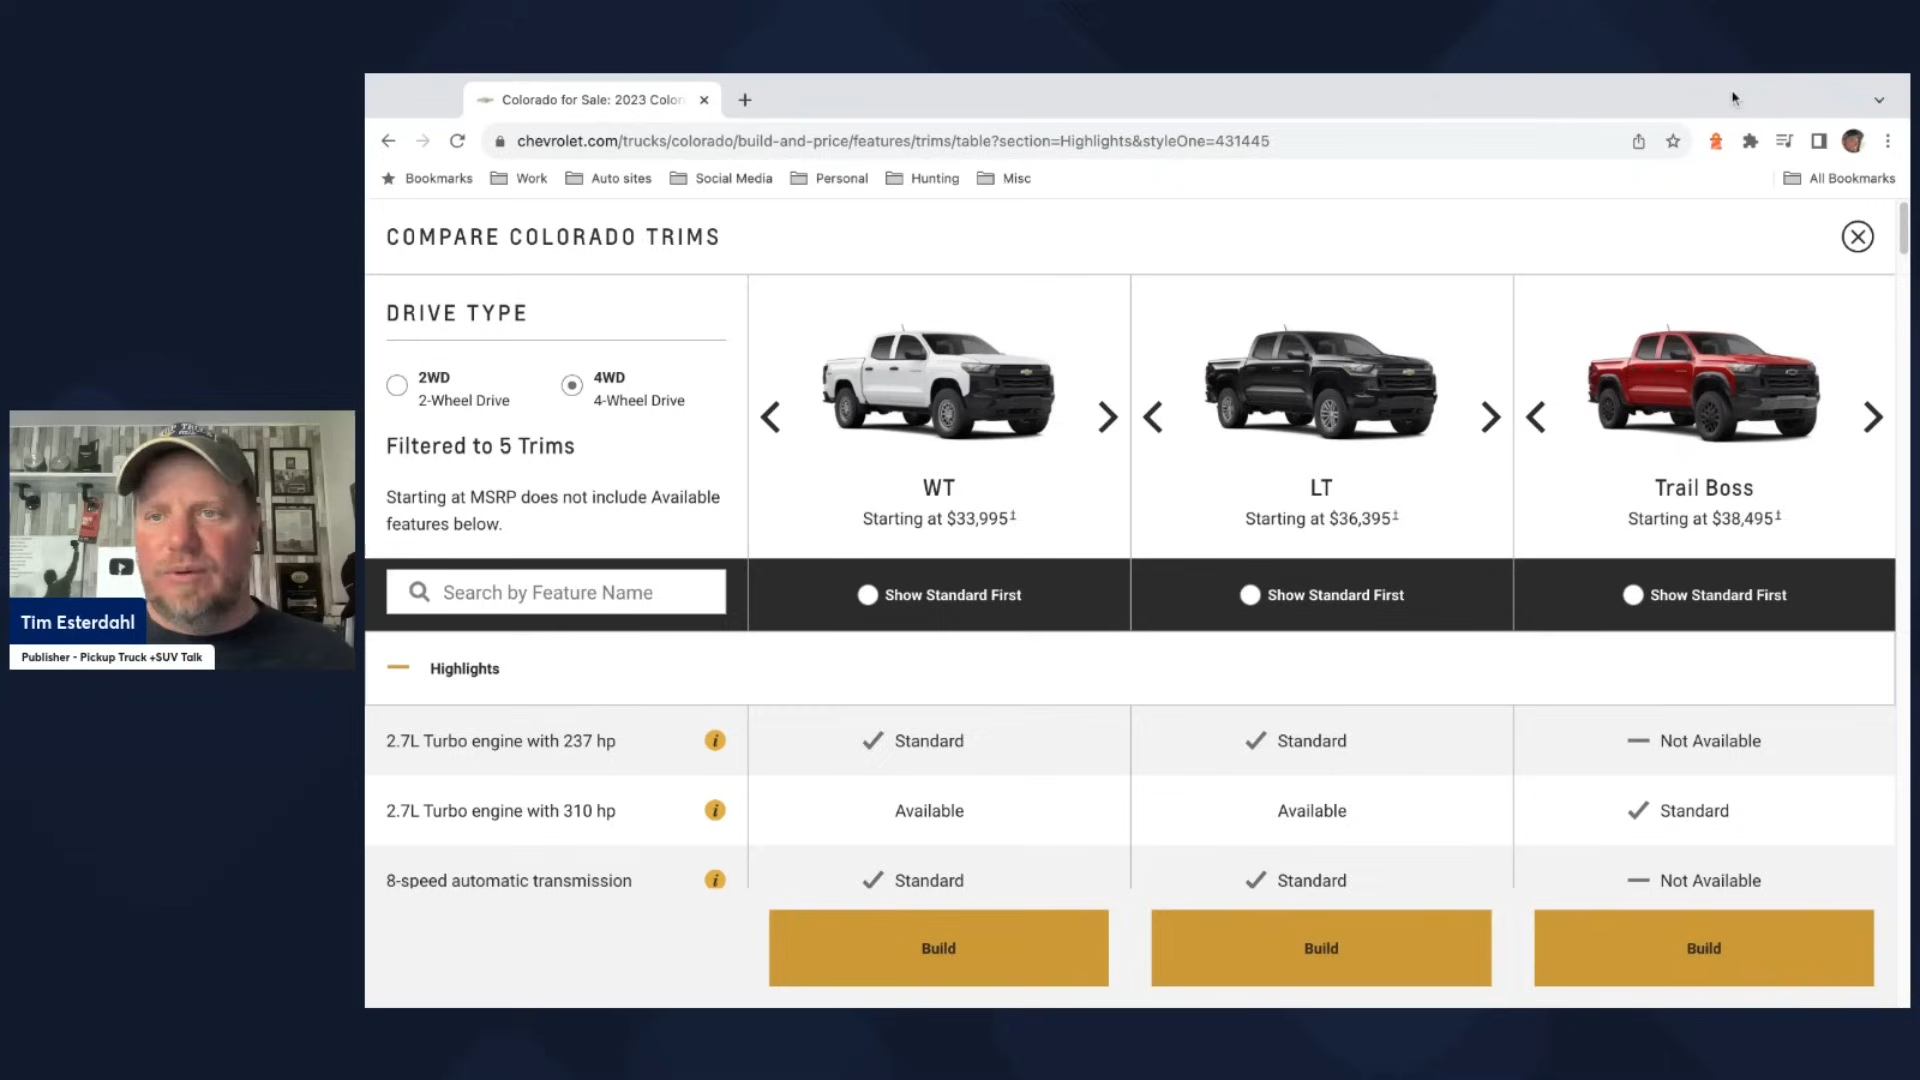 Colorado for Sale: 2023 Color
chevrolet.com/trucks/colorado/build-and-price/features/trims/table?section=Highlights&styleOne=431445
Bookmarks Work Auto sites Social Media Personal Hunting Misc All Bookmarks
COMPARE COLORADO TRIMS
DRIVE TYPE
2WD
2-Wheel Drive
4WD
4-Wheel Drive
Filtered to 5 Trims
Starting at MSRP does not include Available
features below.
WT
Starting at $33,995‡
LT
Starting at $36,395‡
Trail Boss
Starting at $38,495‡
Search by Feature Name
Show Standard First
Show Standard First
Show Standard First
Highlights
2.7L Turbo engine with 237 hp i Standard Standard Not Available
2.7L Turbo engine with 310 hp i Available Available Standard
8-speed automatic transmission i Standard Standard Not Available
Build Build Build
Tim Esterdahl
Publisher - Pickup Truck +SUV Talk